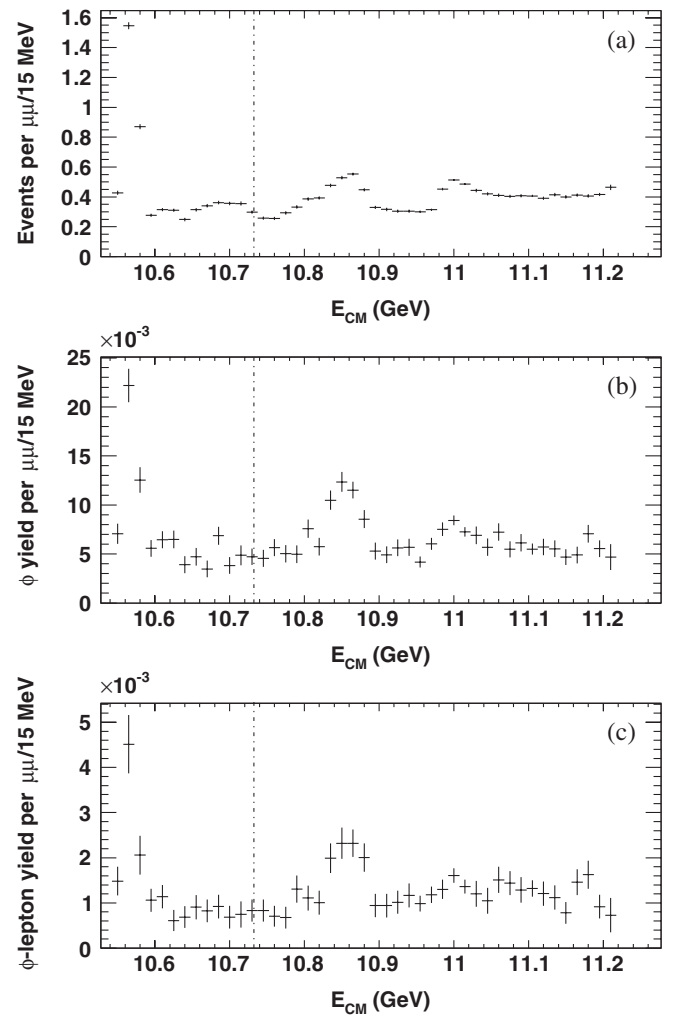 (a)
Events per μμ/15 MeV
1.6
1.4
1.2
1
0.8
0.6
0.4
0.2
0
10.6 10.7 10.8 10.9 11 11.1 11.2
E_CM (GeV)
×10⁻³
(b)
ϕ yield per μμ/15 MeV
25
20
15
10
5
0
10.6 10.7 10.8 10.9 11 11.1 11.2
E_CM (GeV)
×10⁻³
(c)
ϕ-lepton yield per μμ/15 MeV
5
4
3
2
1
0
10.6 10.7 10.8 10.9 11 11.1 11.2
E_CM (GeV)